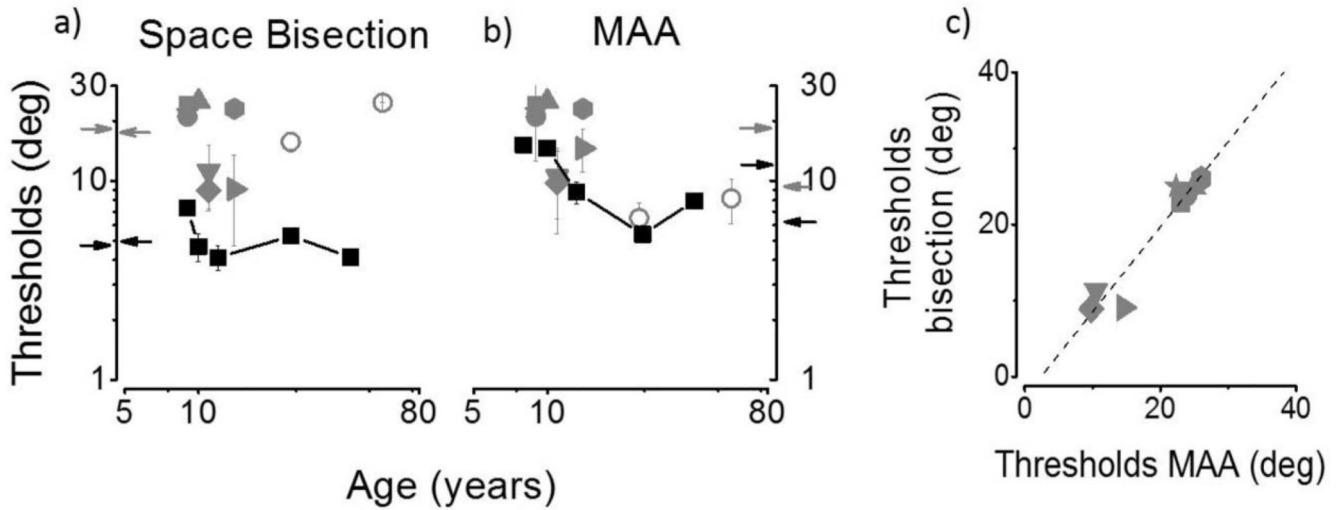 a) Space Bisection
b) MAA
c)
Thresholds (deg)
30
10
1
5 10 80
30
10
1
5 10 80
Age (years)
Thresholds
bisection (deg)
40
20
0
0 20 40
Thresholds MAA (deg)